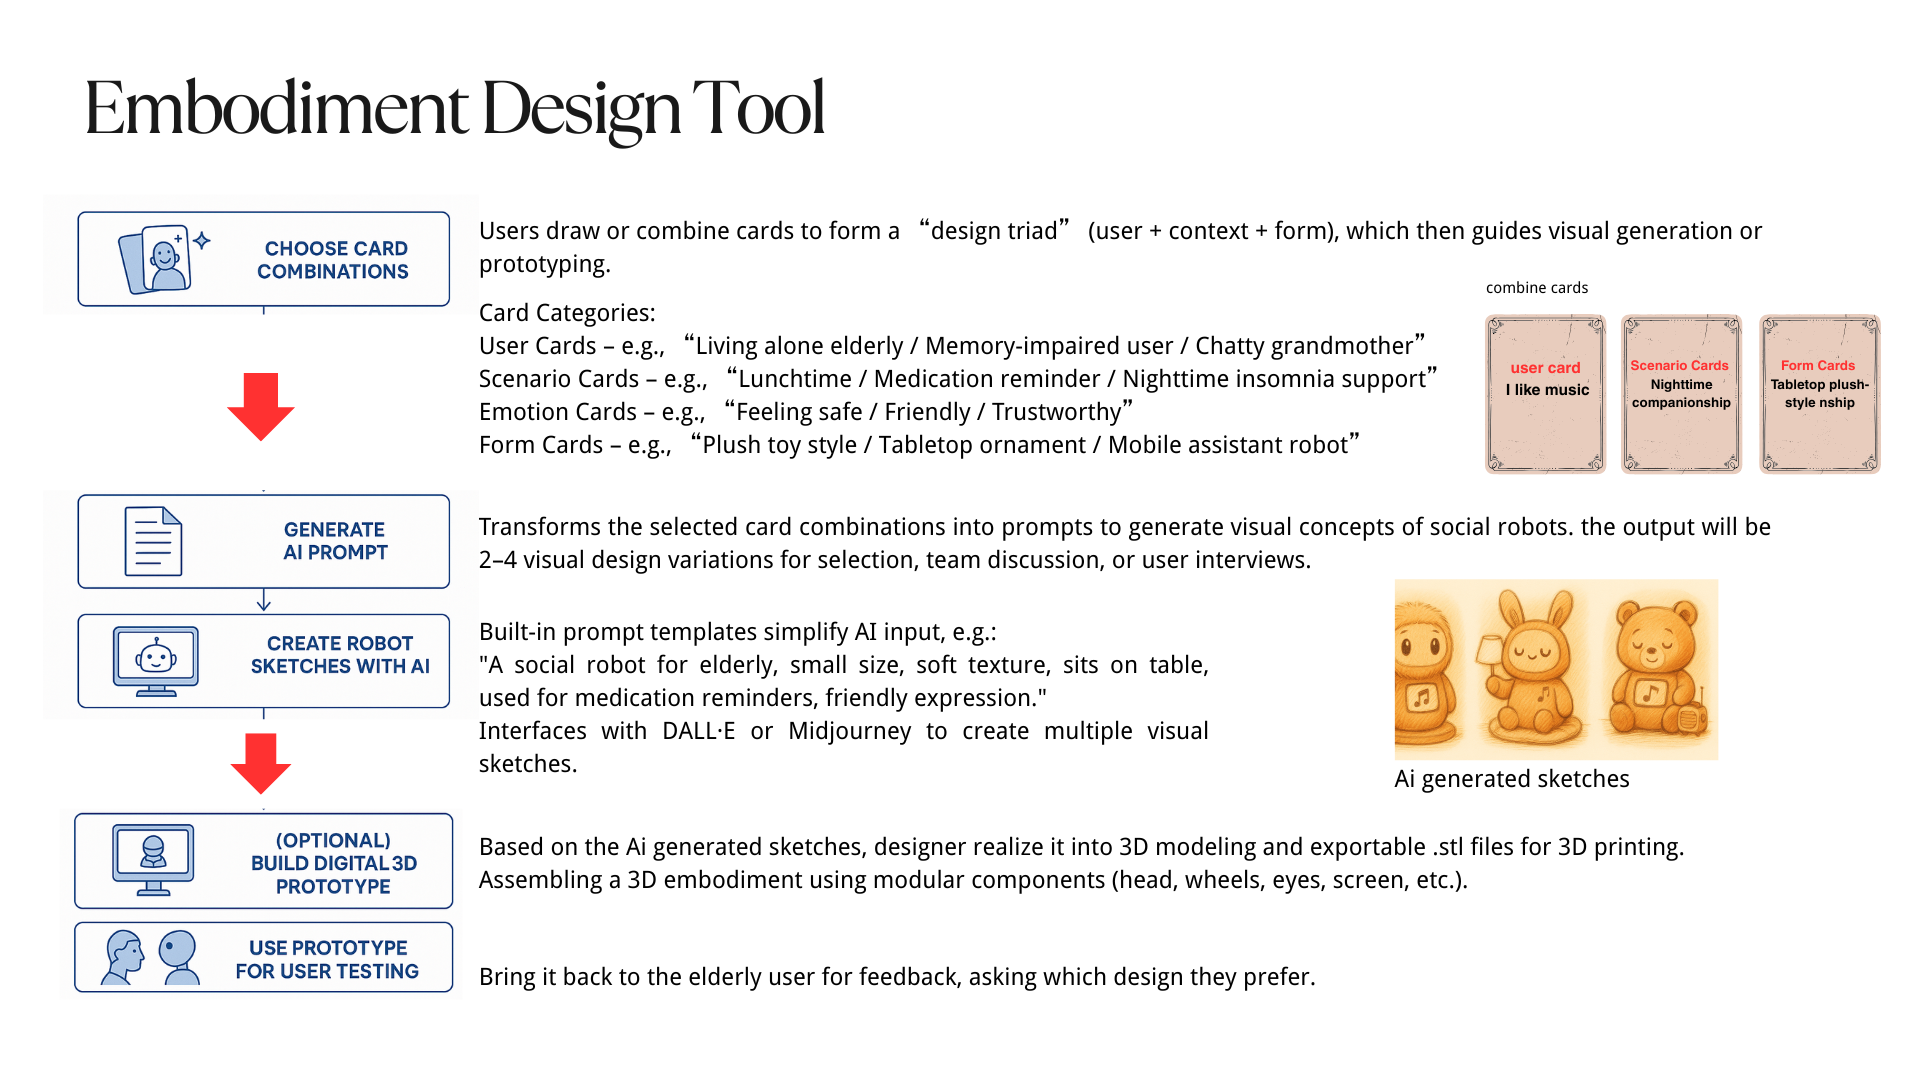 Embodiment Design Tool
CHOOSE CARD
COMBINATIONS
Users draw or combine cards to form a “design triad” (user + context + form), which then guides visual generation or
prototyping.
Card Categories:
User Cards – e.g., “Living alone elderly / Memory-impaired user / Chatty grandmother”
Scenario Cards – e.g., “Lunchtime / Medication reminder / Nighttime insomnia support”
Emotion Cards – e.g., “Feeling safe / Friendly / Trustworthy”
Form Cards – e.g., “Plush toy style / Tabletop ornament / Mobile assistant robot”
combine cards
user card
I like music
Scenario Cards
Nighttime
companionship
Form Cards
Tabletop plush-
style nship
GENERATE
AI PROMPT
Transforms the selected card combinations into prompts to generate visual concepts of social robots. the output will be
2–4 visual design variations for selection, team discussion, or user interviews.
CREATE ROBOT
SKETCHES WITH AI
Built-in prompt templates simplify AI input, e.g.:
"A social robot for elderly, small size, soft texture, sits on table,
used for medication reminders, friendly expression."
Interfaces with DALL·E or Midjourney to create multiple visual
sketches.
Ai generated sketches
(OPTIONAL)
BUILD DIGITAL 3D
PROTOTYPE
Based on the Ai generated sketches, designer realize it into 3D modeling and exportable .stl files for 3D printing.
Assembling a 3D embodiment using modular components (head, wheels, eyes, screen, etc.).
USE PROTOTYPE
FOR USER TESTING
Bring it back to the elderly user for feedback, asking which design they prefer.